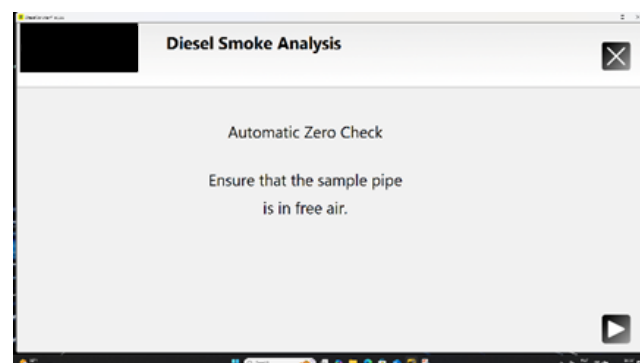 Diesel Smoke Analysis
Automatic Zero Check
Ensure that the sample pipe
is in free air.